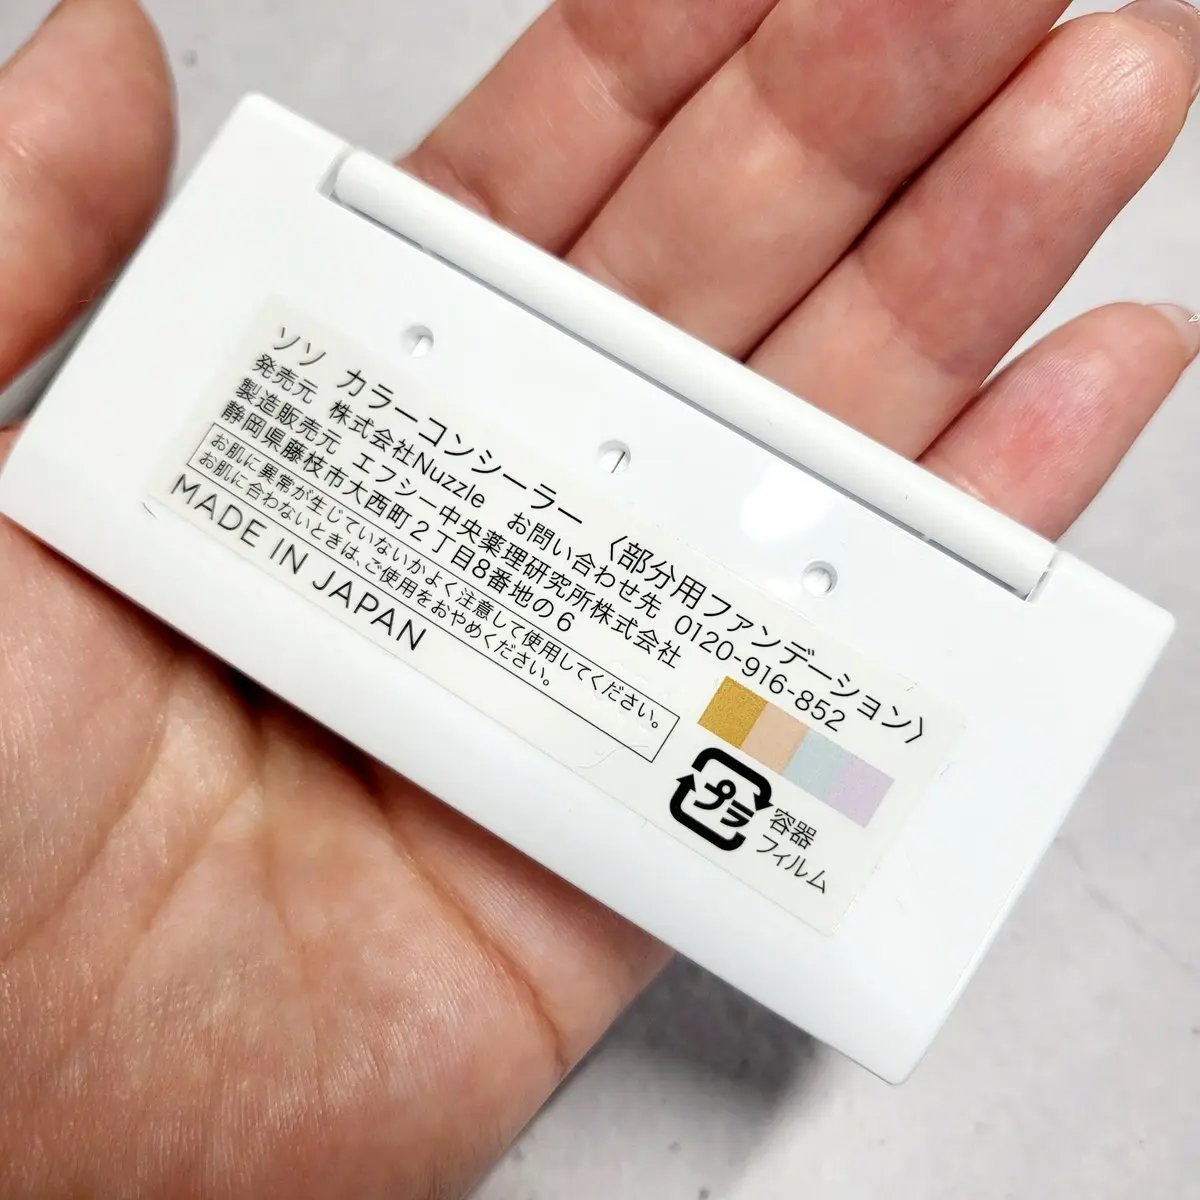 ソソ カラーコンシーラー 〈部分用ファンデーション〉
発売元 株式会社Nuzzle お問い合わせ先 0120-916-852
製造販売元 エフシー中央薬理研究所株式会社
静岡県藤枝市大西町2丁目8番地の6
お肌に異常が生じていないかよく注意して使用してください。
お肌に合わないときは、ご使用をおやめください。
MADE IN JAPAN
プラ
容器
フィルム